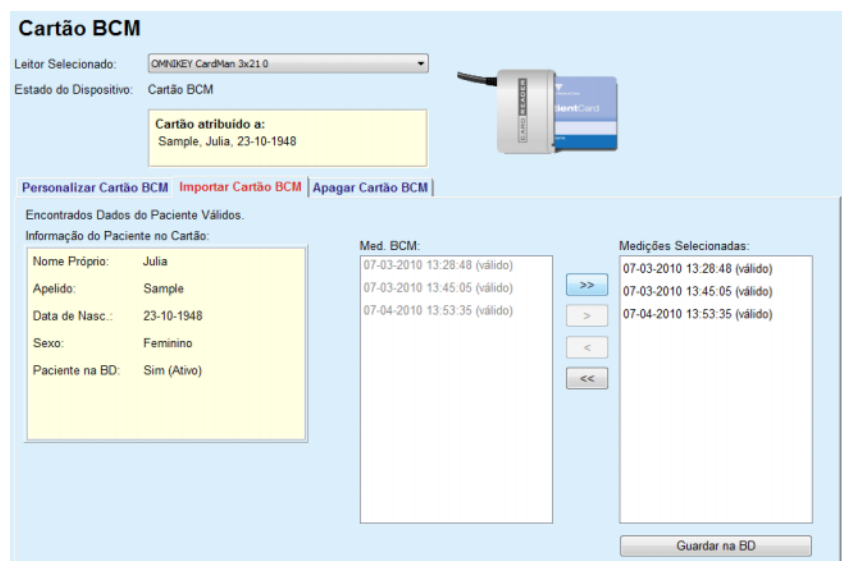 Cartão BCM
Leitor Selecionado: OMNIKEY CardMan 3x21 0
Estado do Dispositivo: Cartão BCM
CARD READER
ientCard
Cartão atribuído a:
Sample, Julia, 23-10-1948
Personalizar Cartão BCM Importar Cartão BCM Apagar Cartão BCM
Encontrados Dados do Paciente Válidos.
Informação do Paciente no Cartão:
Nome Próprio: Julia
Apelido: Sample
Data de Nasc.: 23-10-1948
Sexo: Feminino
Paciente na BD: Sim (Ativo)
Med. BCM:
07-03-2010 13:28:48 (válido)
07-03-2010 13:45:05 (válido)
07-04-2010 13:53:35 (válido)
>>
>
<
<<
Medições Selecionadas:
07-03-2010 13:28:48 (válido)
07-03-2010 13:45:05 (válido)
07-04-2010 13:53:35 (válido)
Guardar na BD